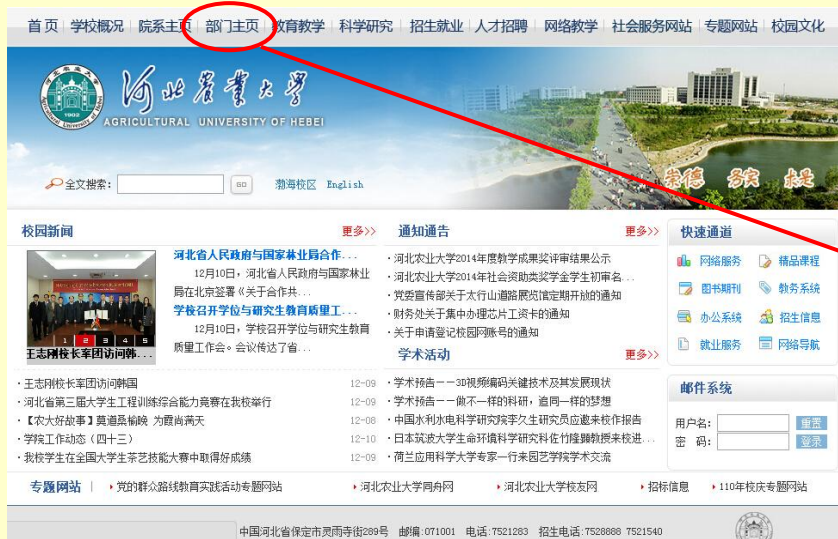 首页 学校概况 院系主页 部门主页 教育教学 科学研究 招生就业 人才招聘 网络教学 社会服务网站 专题网站 校园文化
河北农业大学
AGRICULTURAL UNIVERSITY OF HEBEI
1902
全文搜索: GO 渤海校区 English
崇德 务实 求是
校园新闻 更多>>
河北省人民政府与国家林业局合作...
12月10日，河北省人民政府与国家林业
局在北京签署《关于合作共...
学校召开学位与研究生教育质量工...
12月10日，学校召开学位与研究生教育
质量工作会。会议传达了省...
1 2 3 4 5
王志刚校长率团访问韩...
·王志刚校长率团访问韩国 12-09
·河北省第三届大学生工程训练综合能力竞赛在我校举行 12-09
·【农大好故事】莫道桑榆晚 为霞尚满天 12-08
·学院工作动态（四十三） 12-10
·我校学生在全国大学生茶艺技能大赛中取得好成绩 12-09
通知通告 更多>>
·河北农业大学2014年度教学成果奖评审结果公示
·河北农业大学2014年社会资助类奖学金学生初审名...
·党委宣传部关于太行山道路展览馆定期开放的通知
·财务处关于集中办理芯片工资卡的通知
·关于申请登记校园网账号的通知
学术活动 更多>>
·学术预告－－3D视频编码关键技术及其发展现状
·学术预告－－做不一样的科研，追同一样的梦想
·中国水利水电科学研究院李久生研究员应邀来校作报告
·日本筑波大学生命环境科学研究科佐竹隆顕教授来校进...
·荷兰应用科学大学专家一行来园艺学院学术交流
快速通道
网络服务 精品课程
图书期刊 教务系统
办公系统 招生信息
就业服务 网络导航
邮件系统
用户名: 重置
密 码: 登录
专题网站 党的群众路线教育实践活动专题网站 河北农业大学同舟网 河北农业大学校友网 招标信息 110年校庆专题网站
中国河北省保定市灵雨寺街289号 邮编:071001 电话:7521283 招生电话:7528888 7521540